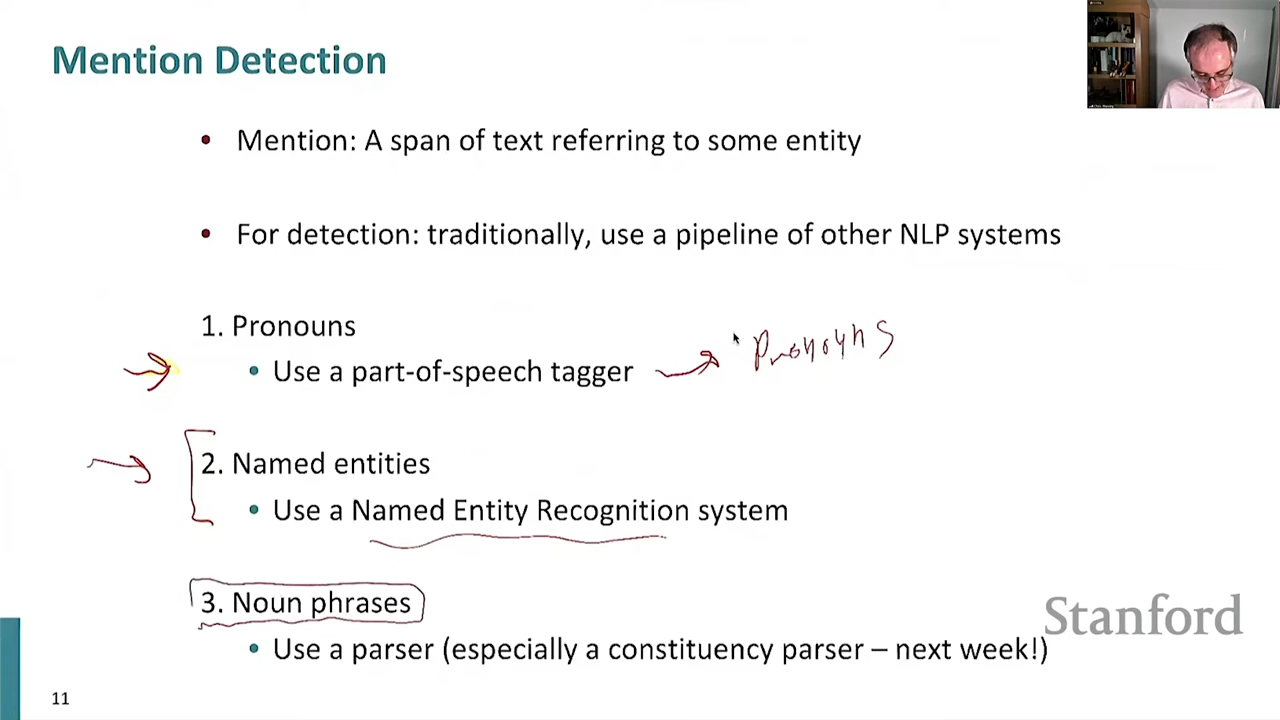 Mention Detection
• Mention: A span of text referring to some entity
• For detection: traditionally, use a pipeline of other NLP systems
1. Pronouns
• Use a part-of-speech tagger
Pronouns
2. Named entities
• Use a Named Entity Recognition system
3. Noun phrases
Stanford
• Use a parser (especially a constituency parser – next week!)
11